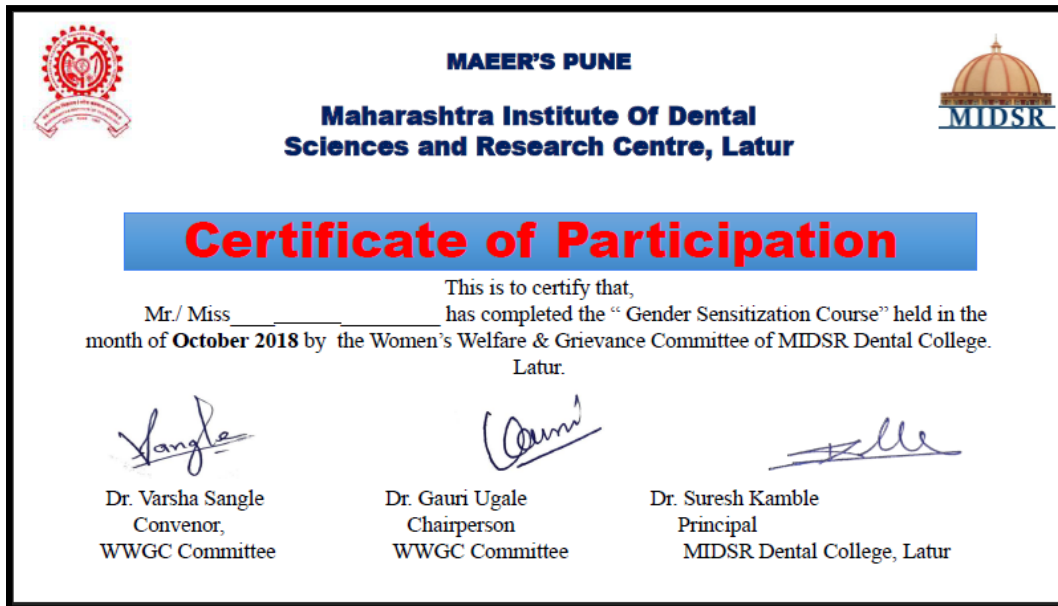 MAEER'S PUNE
MIDSR
Maharashtra Institute Of Dental
Sciences and Research Centre, Latur
Certificate of Participation
This is to certify that,
Mr./ Miss____________________ has completed the “ Gender Sensitization Course” held in the
month of October 2018 by the Women's Welfare & Grievance Committee of MIDSR Dental College.
Latur.
Sangle
Gauri
Dr. Varsha Sangle Dr. Gauri Ugale Dr. Suresh Kamble
Convenor, Chairperson Principal
WWGC Committee WWGC Committee MIDSR Dental College, Latur